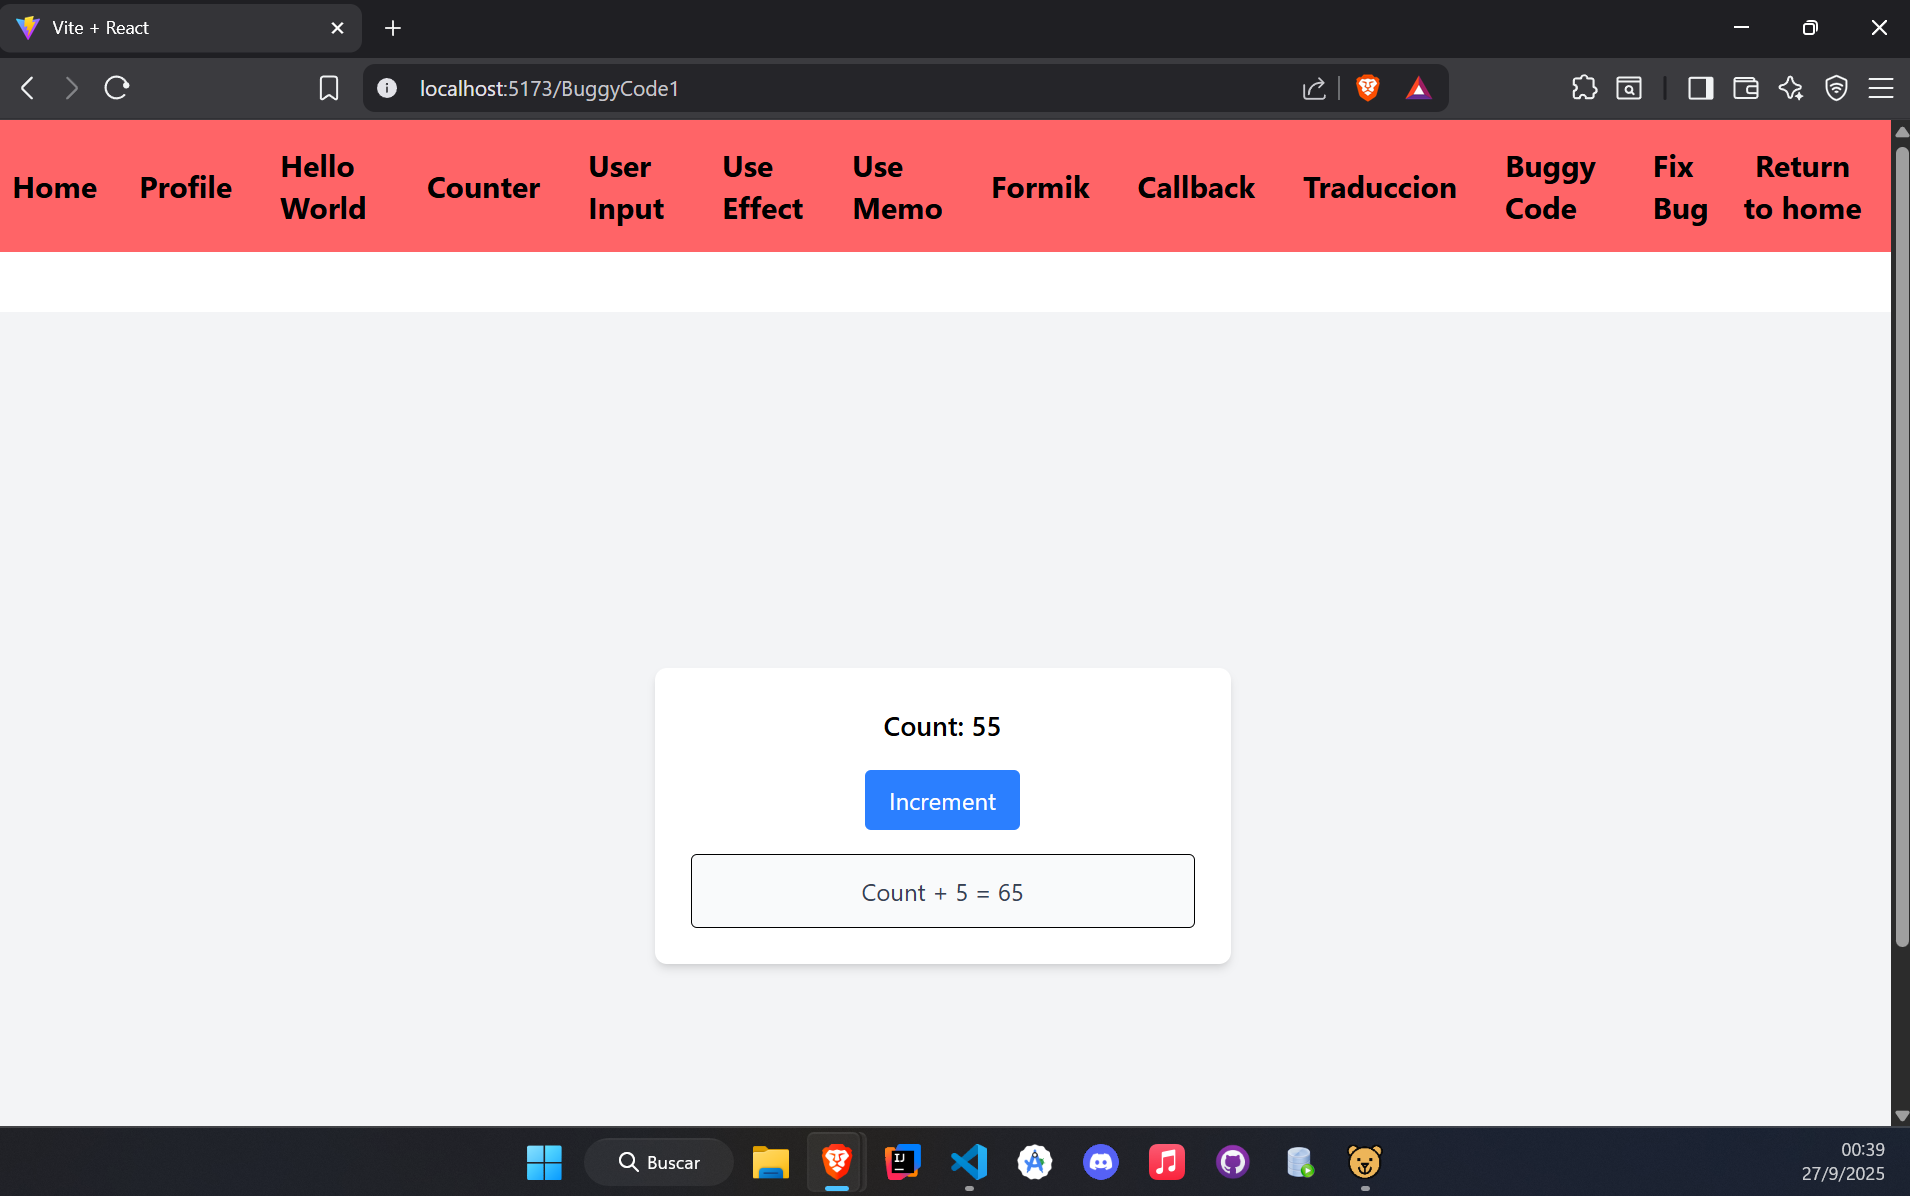 Vite + React
localhost:5173/BuggyCode1
Home
Profile
Hello
World
Counter
User
Input
Use
Effect
Use
Memo
Formik
Callback
Traduccion
Buggy
Code
Fix
Bug
Return
to home
Count: 55
Increment
Count + 5 = 65
Buscar
00:39
27/9/2025